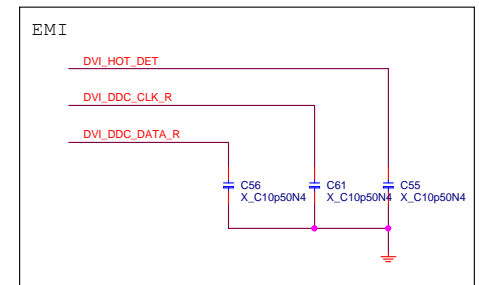 EMI
DVI_HOT_DET
DVI_DDC_CLK_R
DVI_DDC_DATA_R
C56 C61 C55
X_C10p50N4 X_C10p50N4 X_C10p50N4